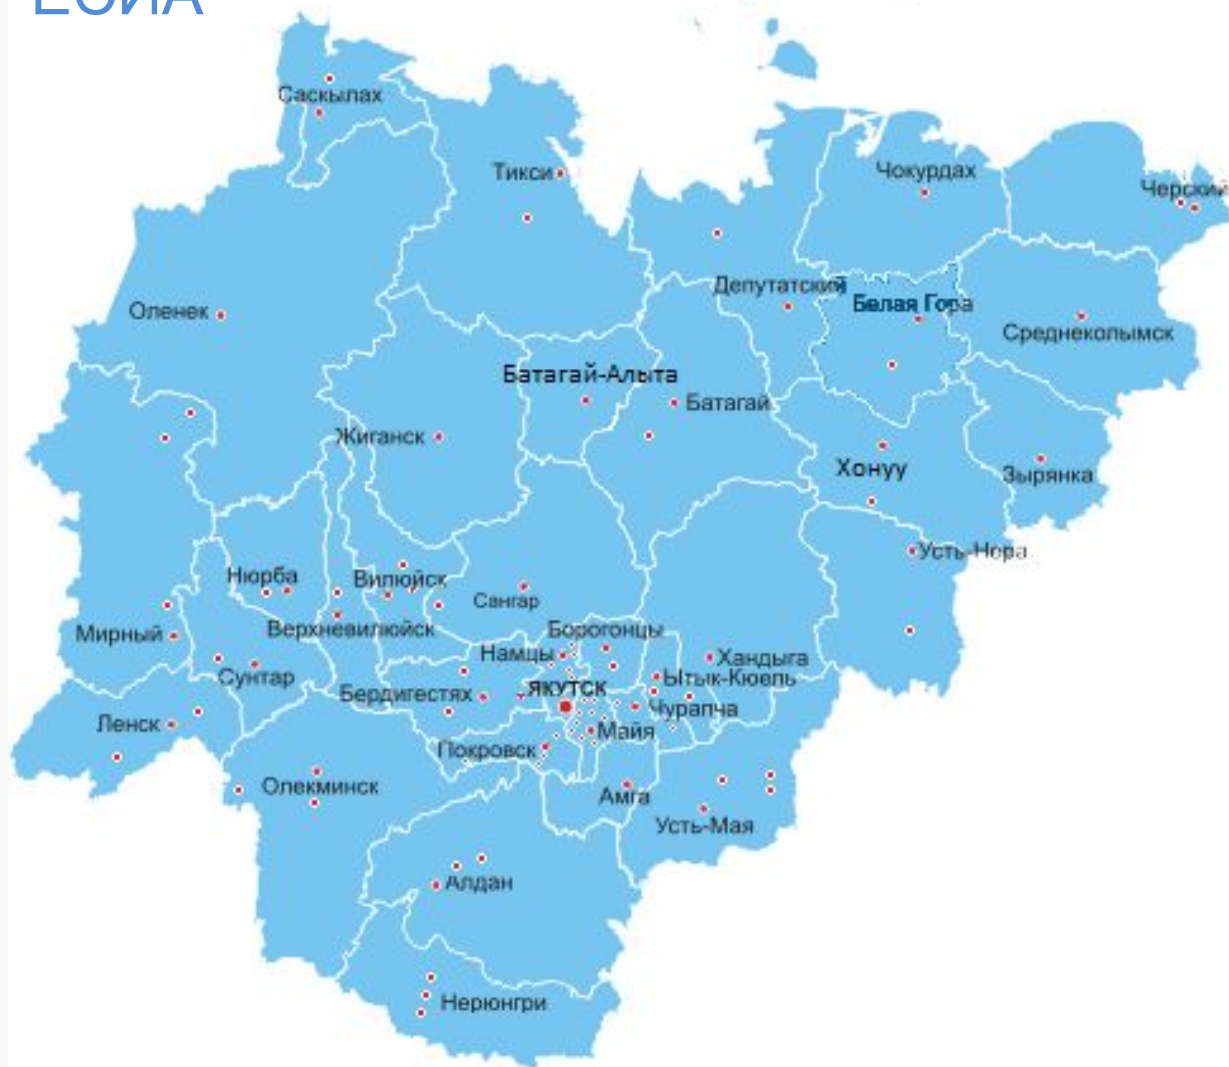 ЕСИА
Саскылах
Тикси
Чокурдах
Черский
Депутатский
Белая Гора
Оленек
Среднеколымск
Батагай-Алыта
Батагай
Жиганск
Хонуу
Зырянка
Усть-Нера
Нюрба
Вилюйск
Сангар
Мирный
Верхневилюйск
Борогонцы
Намцы
Хандыга
Сунтар
Ытык-Кюель
Бердигестях
ЯКУТСК
Чурапча
Ленск
Майя
Покровск
Олекминск
Амга
Усть-Мая
Алдан
Нерюнгри